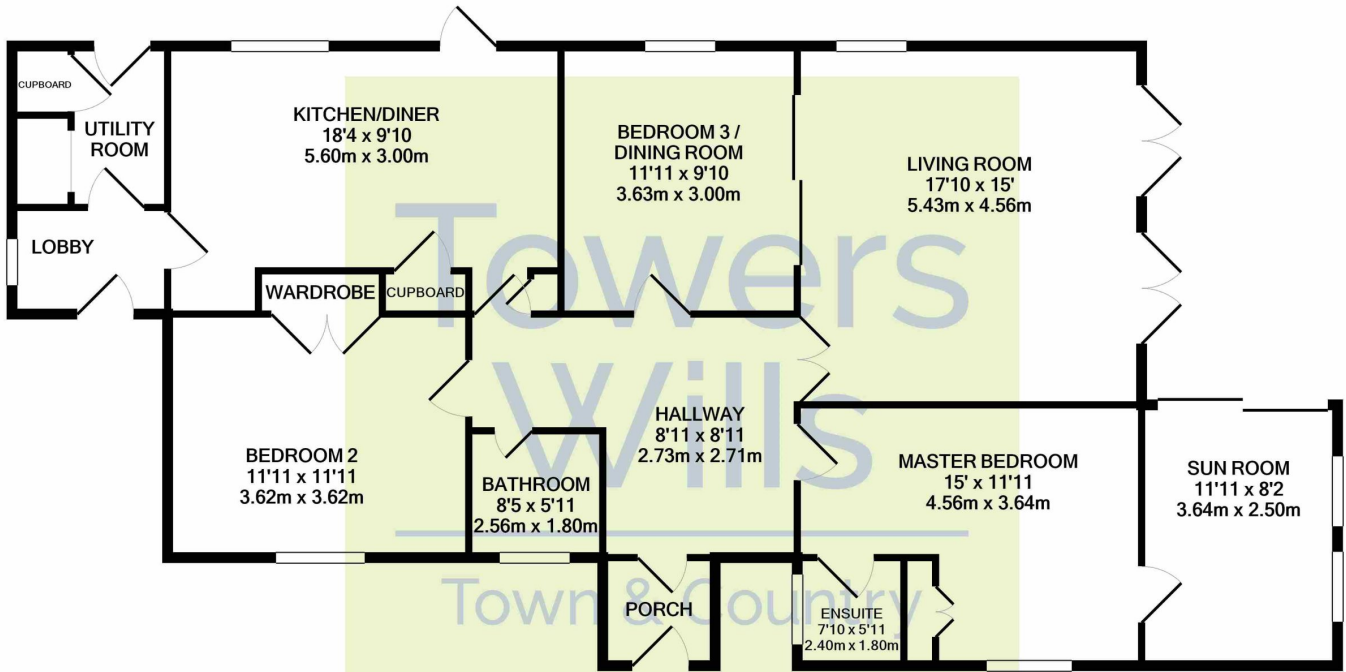 CUPBOARD
UTILITY
ROOM
LOBBY
KITCHEN/DINER
18'4 x 9'10
5.60m x 3.00m
WARDROBE
CUPBOARD
BEDROOM 3 /
DINING ROOM
11'11 x 9'10
3.63m x 3.00m
LIVING ROOM
17'10 x 15'
5.43m x 4.56m
BEDROOM 2
11'11 x 11'11
3.62m x 3.62m
BATHROOM
8'5 x 5'11
2.56m x 1.80m
HALLWAY
8'11 x 8'11
2.73m x 2.71m
MASTER BEDROOM
15' x 11'11
4.56m x 3.64m
SUN ROOM
11'11 x 8'2
3.64m x 2.50m
PORCH
ENSUITE
7'10 x 5'11
2.40m x 1.80m
Towers
Wills
Town & Country